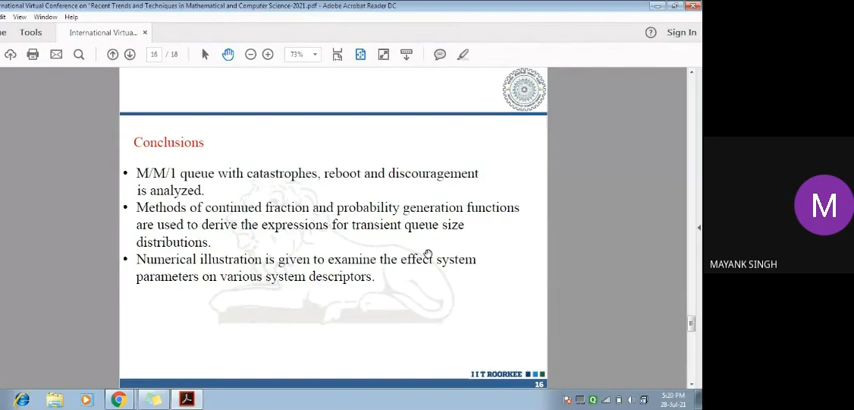 nternational Virtual Conference on "Recent Trends and Techniques in Mathematical and Computer Science-2021.pdf - Adobe Acrobat Reader DC
dit View Window Help
ne Tools International Virtua... × ? Sign In
16 / 18 73%
Conclusions
• M/M/1 queue with catastrophes, reboot and discouragement
is analyzed.
• Methods of continued fraction and probability generation functions
are used to derive the expressions for transient queue size
distributions.
• Numerical illustration is given to examine the effect system
parameters on various system descriptors.
I I T ROORKEE
16
M
MAYANK SINGH
5:20 PM
28-Jul-21